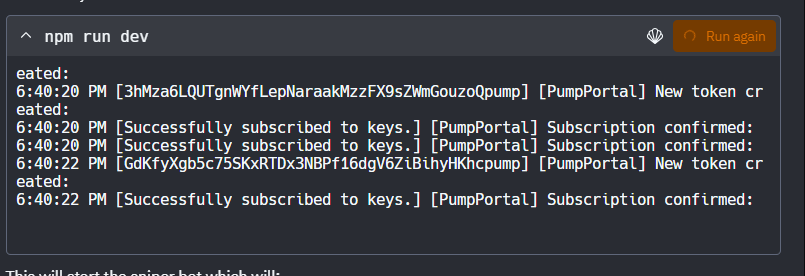 npm run dev
Run again
eated:
6:40:20 PM [3hMza6LQUTgnWYfLepNaraakMzzFX9sZWmGouzoQpump] [PumpPortal] New token cr
eated:
6:40:20 PM [Successfully subscribed to keys.] [PumpPortal] Subscription confirmed:
6:40:20 PM [Successfully subscribed to keys.] [PumpPortal] Subscription confirmed:
6:40:22 PM [GdKfyXgb5c75SKxRTDx3NBPf16dgV6ZiBihyHKhcpump] [PumpPortal] New token cr
eated:
6:40:22 PM [Successfully subscribed to keys.] [PumpPortal] Subscription confirmed:
This will start the sniper bot which will: